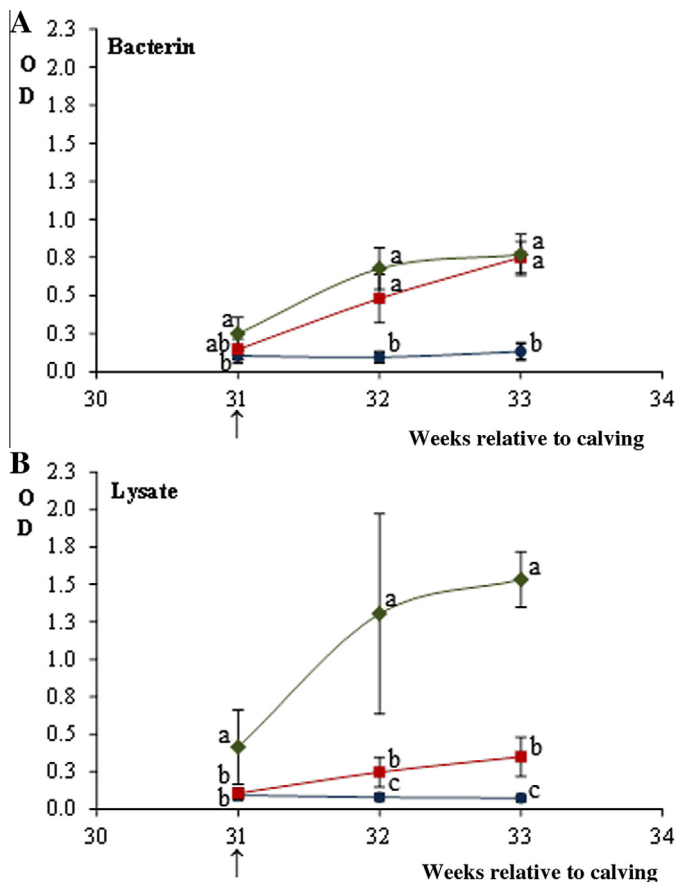 A
Bacterin
O
D
2.3
2.0
1.8
1.5
1.3
1.0
0.8
0.5
0.3
0.0
a
ab
b
a
a
b
a
a
b
30 31 32 33 34
↑
Weeks relative to calving
B
Lysate
O
D
2.3
2.0
1.8
1.5
1.3
1.0
0.8
0.5
0.3
0.0
a
b
b
a
b
c
a
b
c
30 31 32 33 34
↑
Weeks relative to calving